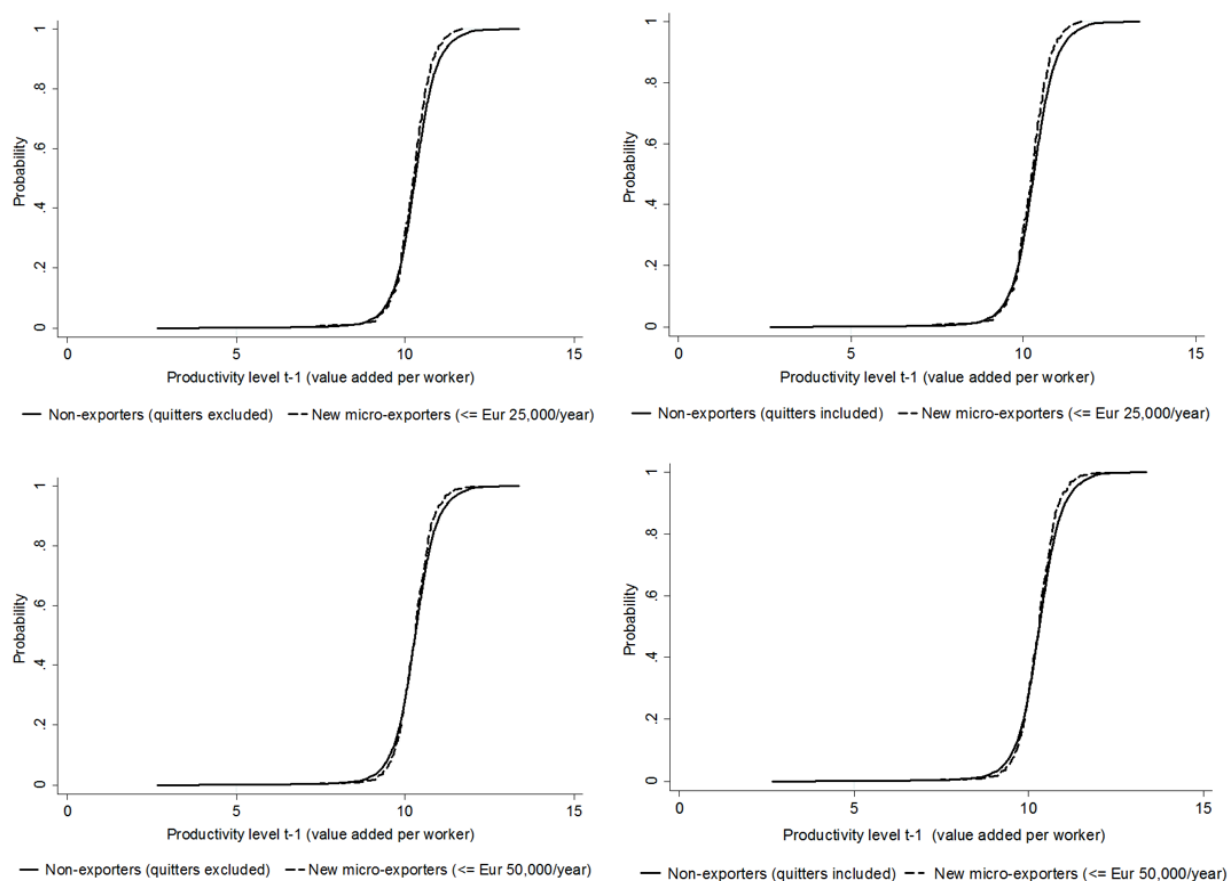 1
.8
.6
.4
.2
0
Probability
0 5 10 15
Productivity level t-1 (value added per worker)
Non-exporters (quitters excluded) New micro-exporters (<= Eur 25,000/year)
1
.8
.6
.4
.2
0
Probability
0 5 10 15
Productivity level t-1 (value added per worker)
Non-exporters (quitters included) New micro-exporters (<= Eur 25,000/year)
1
.8
.6
.4
.2
0
Probability
0 5 10 15
Productivity level t-1 (value added per worker)
Non-exporters (quitters excluded) New micro-exporters (<= Eur 50,000/year)
1
.8
.6
.4
.2
0
Probability
0 5 10 15
Productivity level t-1 (value added per worker)
Non-exporters (quitters included) New micro-exporters (<= Eur 50,000/year)